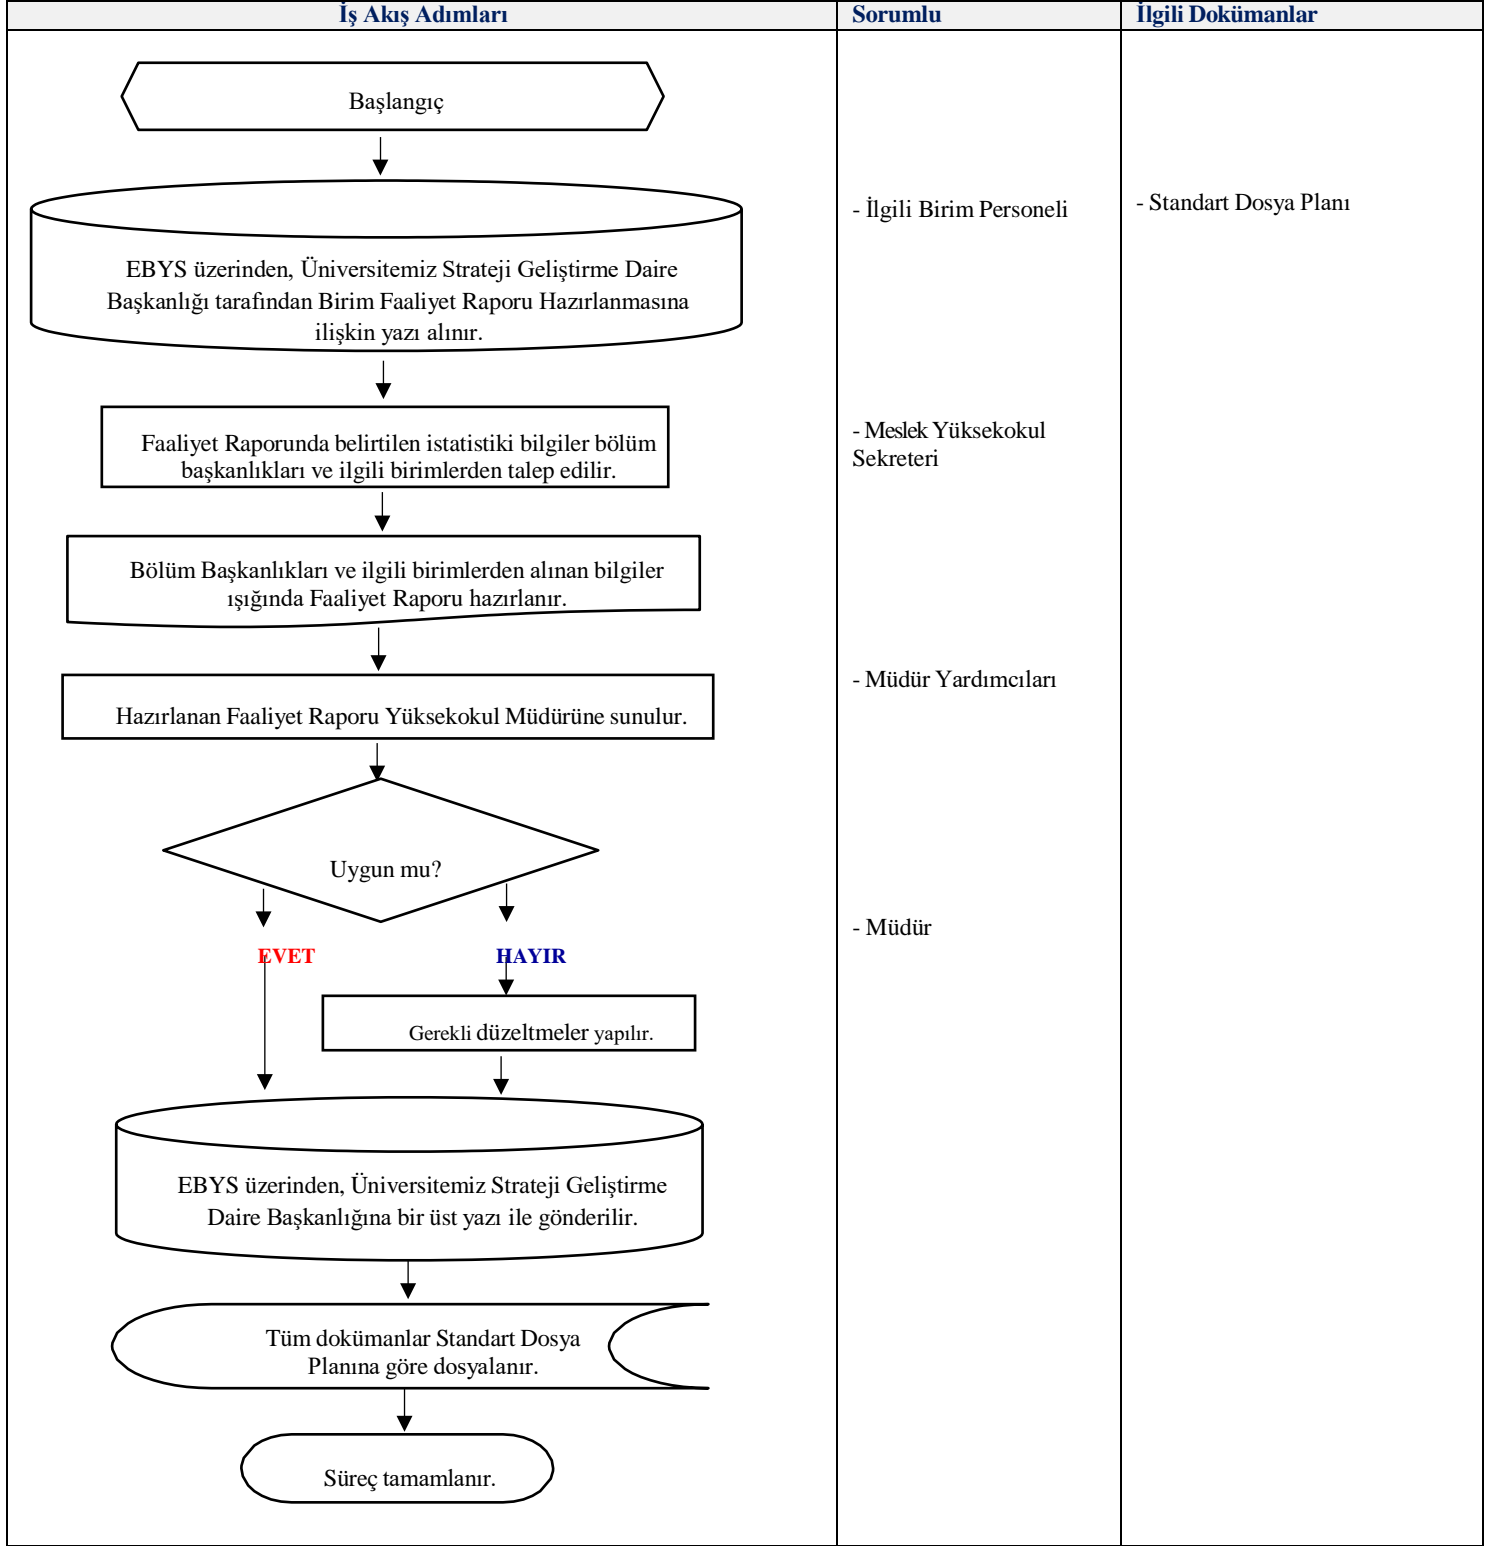 İş Akış Adımları
Sorumlu
İlgili Dokümanlar
Başlangıç
EBYS üzerinden, Üniversitemiz Strateji Geliştirme Daire
Başkanlığı tarafından Birim Faaliyet Raporu Hazırlanmasına
ilişkin yazı alınır.
- İlgili Birim Personeli
- Standart Dosya Planı
Faaliyet Raporunda belirtilen istatistiki bilgiler bölüm
başkanlıkları ve ilgili birimlerden talep edilir.
- Meslek Yüksekokul
Sekreteri
Bölüm Başkanlıkları ve ilgili birimlerden alınan bilgiler
ışığında Faaliyet Raporu hazırlanır.
Hazırlanan Faaliyet Raporu Yüksekokul Müdürüne sunulur.
- Müdür Yardımcıları
Uygun mu?
- Müdür
EVET
HAYIR
Gerekli düzeltmeler yapılır.
EBYS üzerinden, Üniversitemiz Strateji Geliştirme
Daire Başkanlığına bir üst yazı ile gönderilir.
Tüm dokümanlar Standart Dosya
Planına göre dosyalanır.
Süreç tamamlanır.